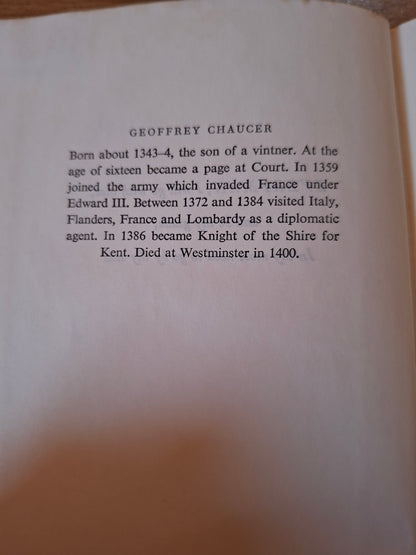 GEOFFREY CHAUCER
Born about 1343–4, the son of a vintner. At the
age of sixteen became a page at Court. In 1359
joined the army which invaded France under
Edward III. Between 1372 and 1384 visited Italy,
Flanders, France and Lombardy as a diplomatic
agent. In 1386 became Knight of the Shire for
Kent. Died at Westminster in 1400.